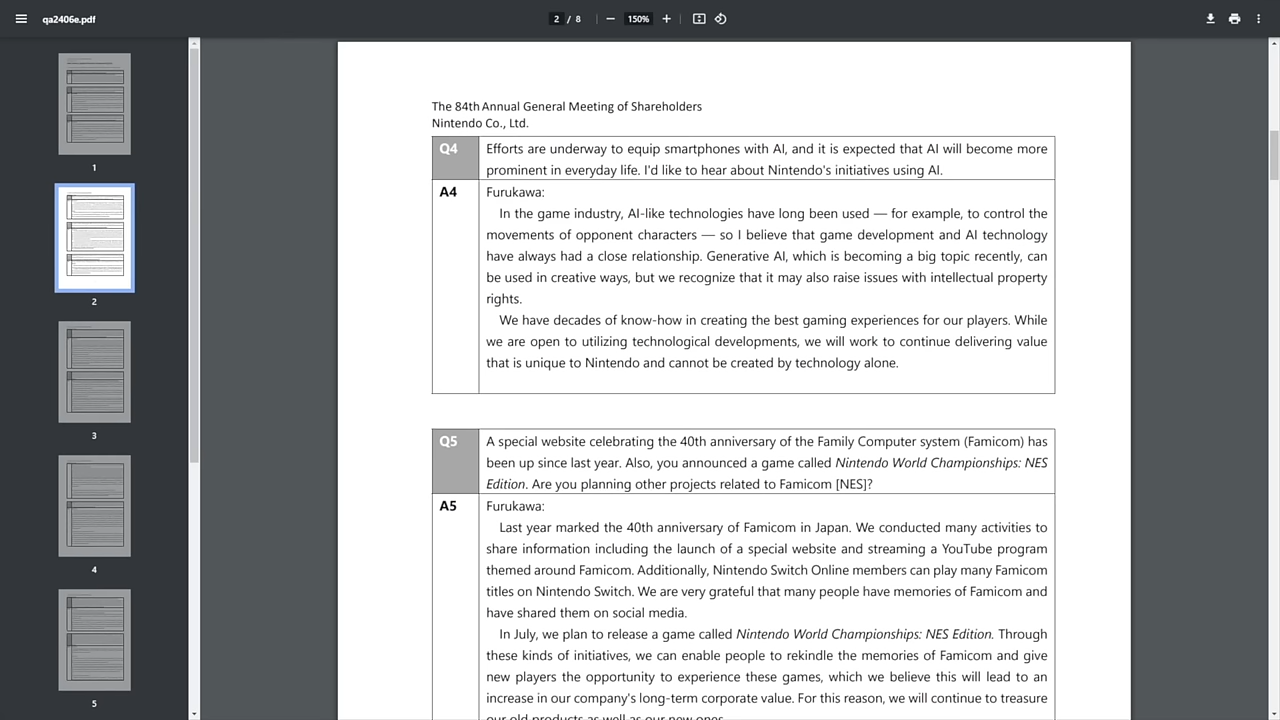 qa2406e.pdf
2 / 8
150%
The 84th Annual General Meeting of Shareholders
Nintendo Co., Ltd.
Q4
Efforts are underway to equip smartphones with AI, and it is expected that AI will become more
prominent in everyday life. I'd like to hear about Nintendo's initiatives using AI.
A4
Furukawa:
In the game industry, AI-like technologies have long been used — for example, to control the
movements of opponent characters — so I believe that game development and AI technology
have always had a close relationship. Generative AI, which is becoming a big topic recently, can
be used in creative ways, but we recognize that it may also raise issues with intellectual property
rights.
We have decades of know-how in creating the best gaming experiences for our players. While
we are open to utilizing technological developments, we will work to continue delivering value
that is unique to Nintendo and cannot be created by technology alone.
Q5
A special website celebrating the 40th anniversary of the Family Computer system (Famicom) has
been up since last year. Also, you announced a game called Nintendo World Championships: NES
Edition. Are you planning other projects related to Famicom [NES]?
A5
Furukawa:
Last year marked the 40th anniversary of Famicom in Japan. We conducted many activities to
share information including the launch of a special website and streaming a YouTube program
themed around Famicom. Additionally, Nintendo Switch Online members can play many Famicom
titles on Nintendo Switch. We are very grateful that many people have memories of Famicom and
have shared them on social media.
In July, we plan to release a game called Nintendo World Championships: NES Edition. Through
these kinds of initiatives, we can enable people to rekindle the memories of Famicom and give
new players the opportunity to experience these games, which we believe this will lead to an
increase in our company's long-term corporate value. For this reason, we will continue to treasure
our old products as well as our new ones.
1
2
3
4
5